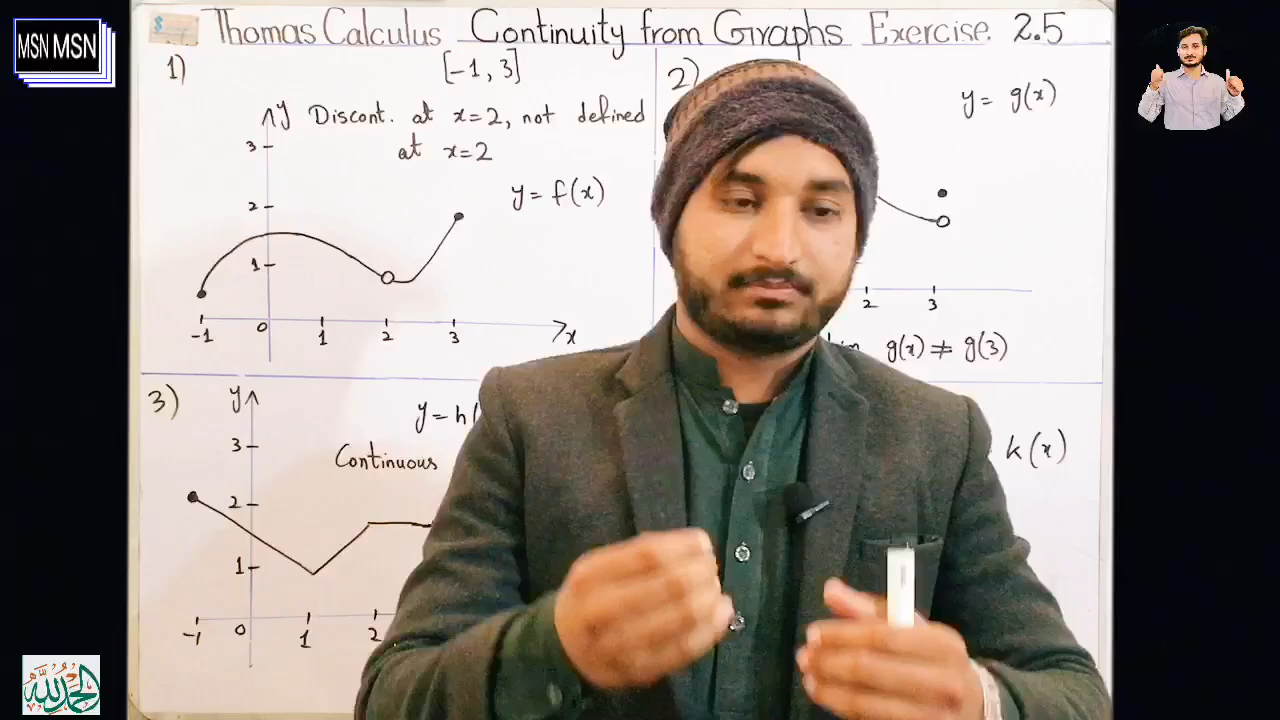 MSN MSN
Thomas Calculus Continuity from Graphs Exercise 2.5
1)
[-1, 3]
y Discont. at x=2, not defined
at x=2
y = f(x)
3
2
1
-1 0 1 2 3 x
2)
y = g(x)
2 3
g(x) ≠ g(3)
3)
y
y = h(
Continuous
3
2
1
-1 0 1 2
k(x)
الحمد لله